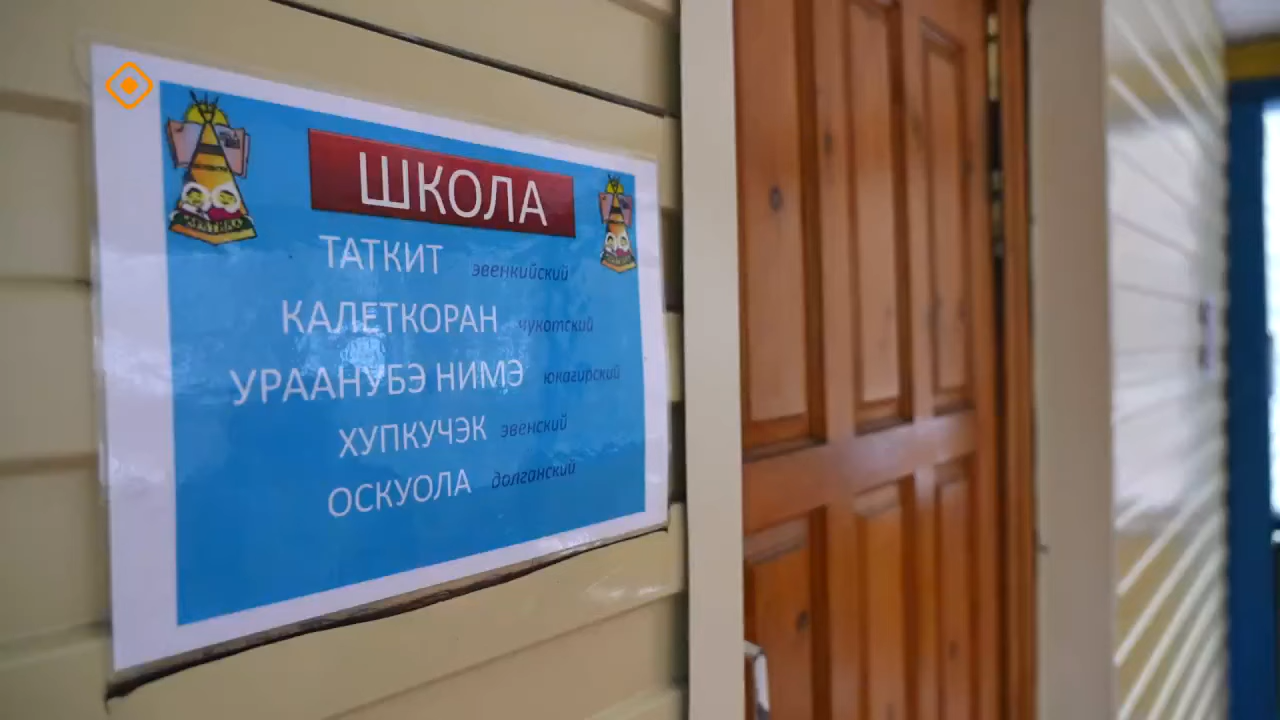 ШКОЛА
ТАТКИТ эвенкийский
КАЛЕТКОРАН чукотский
УРААНУБЭ НИМЭ юкагирский
ХУПКУЧЭК эвенский
ОСКУОЛА долганский